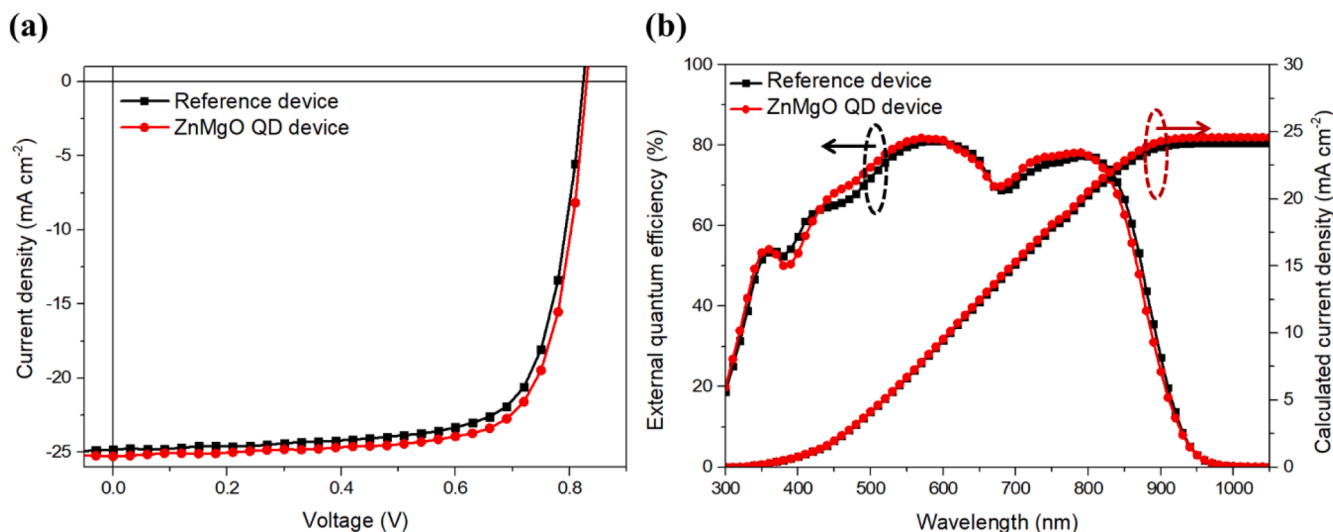 (a)
0
-5
-10
-15
-20
-25
Current density (mA cm⁻²)
Reference device
ZnMgO QD device
0.0 0.2 0.4 0.6 0.8
Voltage (V)
(b)
100
80
60
40
20
0
External quantum efficiency (%)
Reference device
ZnMgO QD device
30
25
20
15
10
5
0
Calculated current density (mA cm⁻²)
300 400 500 600 700 800 900 1000
Wavelength (nm)